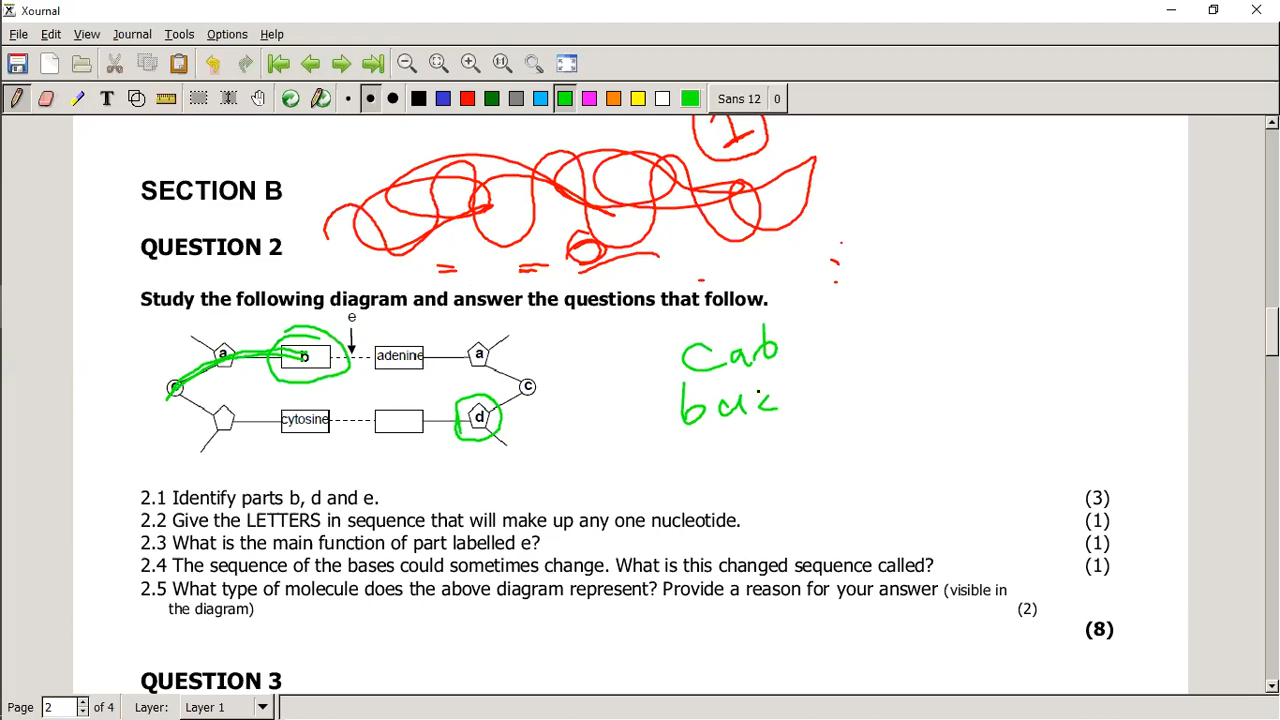 Xournal
File Edit View Journal Tools Options Help
T Sans 12 0
1
SECTION B
QUESTION 2
Study the following diagram and answer the questions that follow.
e
a b adenine a
c c
cytosine d
cab
bac
2.1 Identify parts b, d and e. (3)
2.2 Give the LETTERS in sequence that will make up any one nucleotide. (1)
2.3 What is the main function of part labelled e? (1)
2.4 The sequence of the bases could sometimes change. What is this changed sequence called? (1)
2.5 What type of molecule does the above diagram represent? Provide a reason for your answer (visible in
the diagram) (2)
(8)
QUESTION 3
Page 2 of 4 Layer: Layer 1